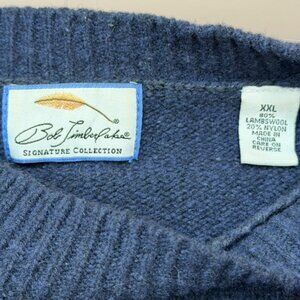 Bob Timberlake®
SIGNATURE COLLECTION
XXL
80%
LAMBSWOOL
20% NYLON
MADE IN
CHINA
CARE ON
REVERSE